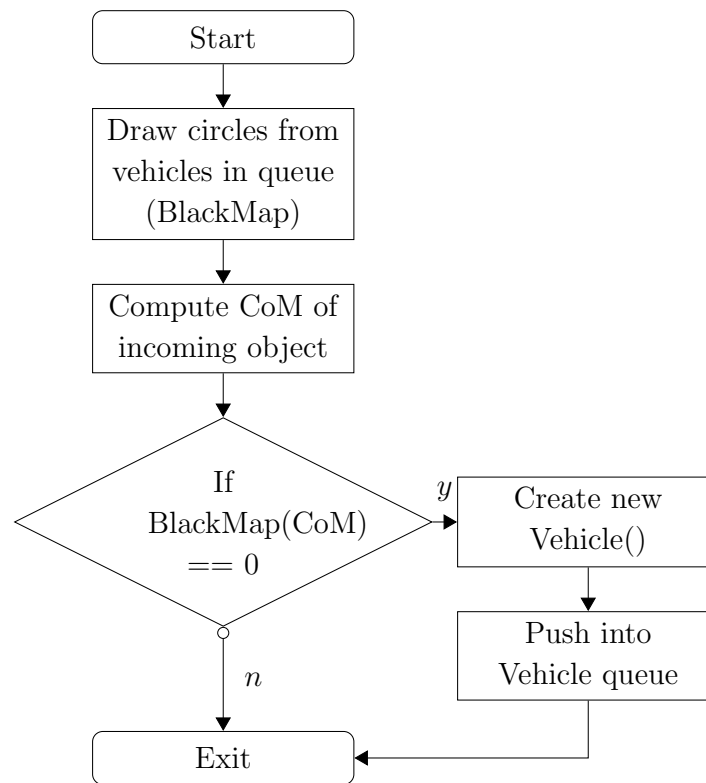 Start
Draw circles from
vehicles in queue
(BlackMap)
Compute CoM of
incoming object
If
BlackMap(CoM)
== 0
y
Create new
Vehicle()
Push into
Vehicle queue
n
Exit